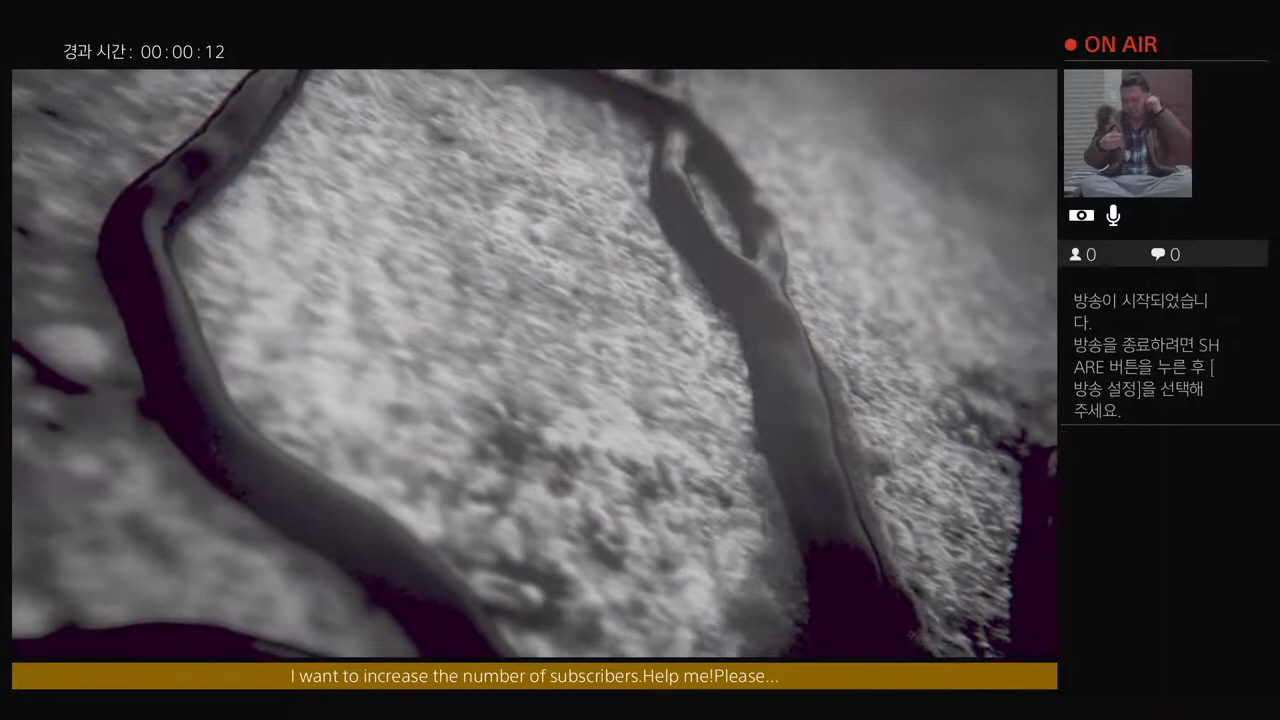 경과 시간 : 00 : 00 : 12
ON AIR
0
0
방송이 시작되었습니
다.
방송을 종료하려면 SH
ARE 버튼을 누른 후 [
방송 설정]을 선택해
주세요.
I want to increase the number of subscribers.Help me!Please...